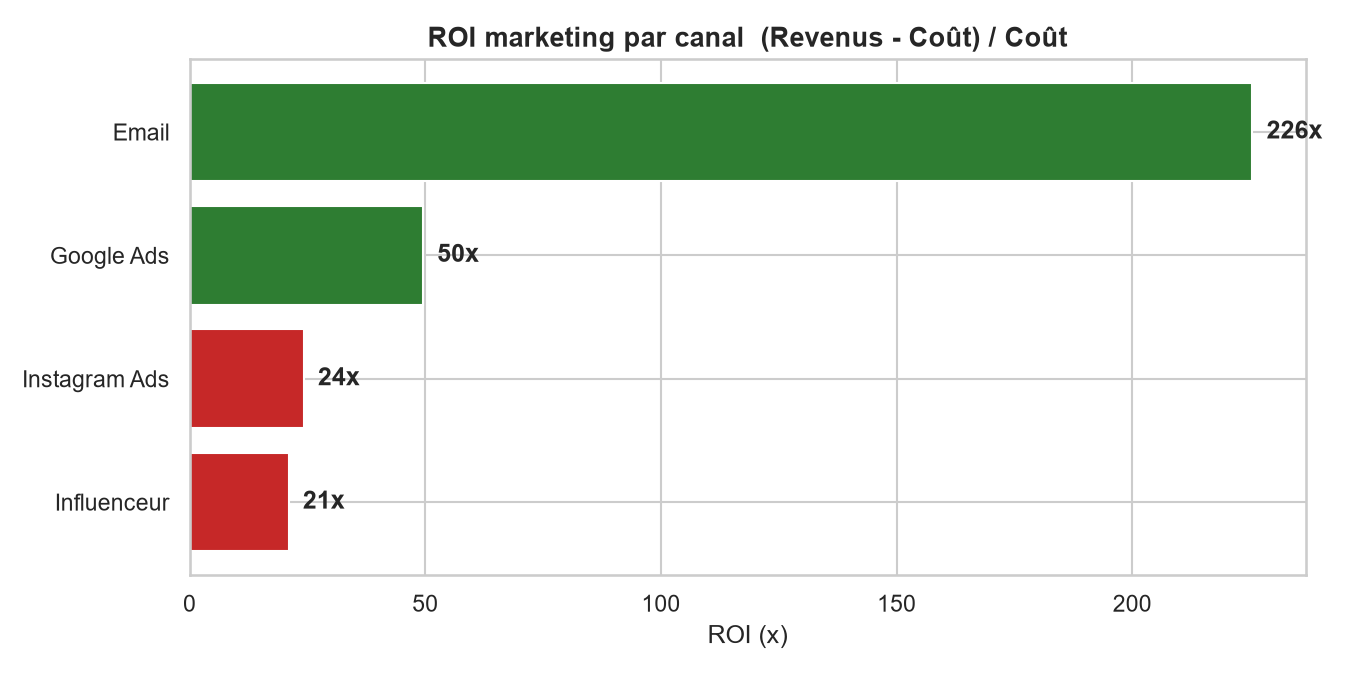 ROI marketing par canal  (Revenus - Coût) / Coût
Email
226x
Google Ads
50x
Instagram Ads
24x
Influenceur
21x
0 50 100 150 200
ROI (x)